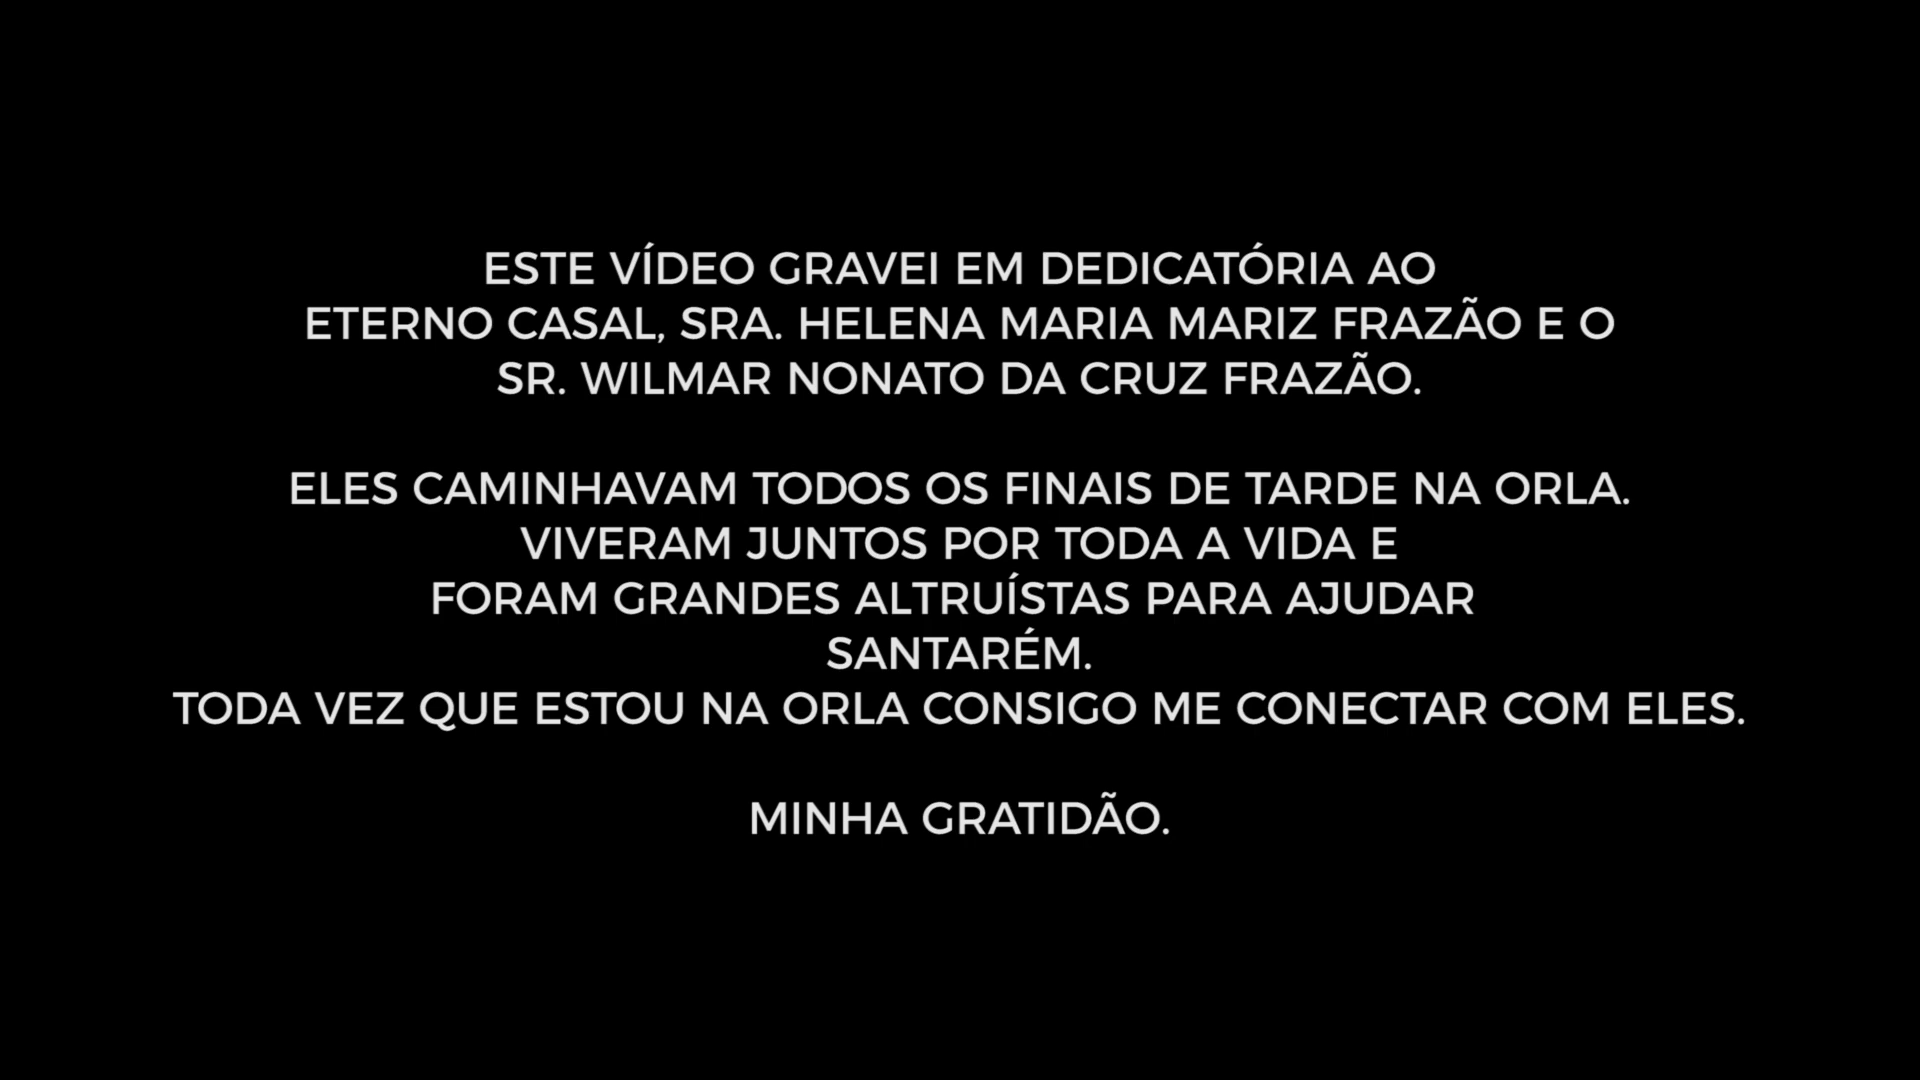 ESTE VÍDEO GRAVEI EM DEDICATÓRIA AO
ETERNO CASAL, SRA. HELENA MARIA MARIZ FRAZÃO E O
SR. WILMAR NONATO DA CRUZ FRAZÃO.
ELES CAMINHAVAM TODOS OS FINAIS DE TARDE NA ORLA.
VIVERAM JUNTOS POR TODA A VIDA E
FORAM GRANDES ALTRUÍSTAS PARA AJUDAR
SANTARÉM.
TODA VEZ QUE ESTOU NA ORLA CONSIGO ME CONECTAR COM ELES.
MINHA GRATIDÃO.